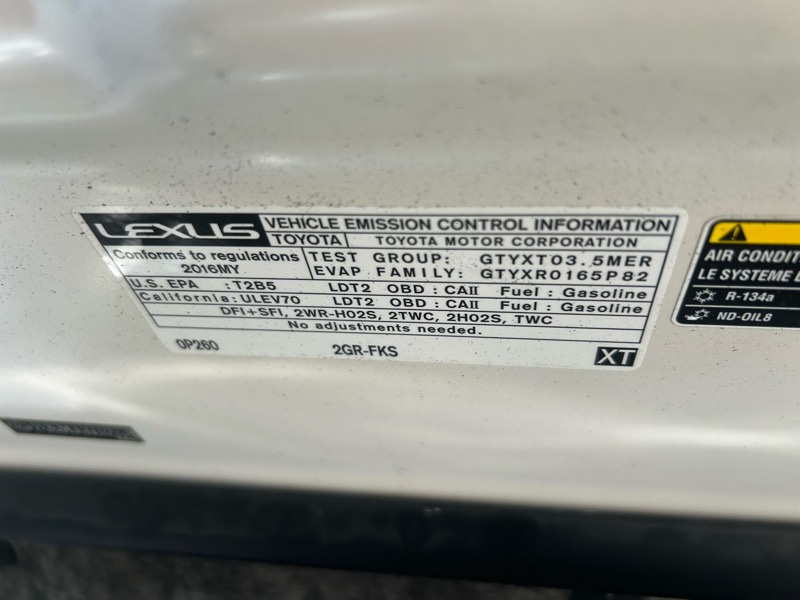 LEXUS VEHICLE EMISSION CONTROL INFORMATION
TOYOTA TOYOTA MOTOR CORPORATION
Conforms to regulations
2016MY
TEST GROUP: GTYXT03.5MER
EVAP FAMILY: GTYXR0165P82
U.S. EPA : T2B5 LDT2 OBD : CAII Fuel : Gasoline
California: ULEV70 LDT2 OBD : CAII Fuel : Gasoline
DFI+SFI, 2WR-HO2S, 2TWC, 2HO2S, TWC
No adjustments needed.
0P260 2GR-FKS XT
AIR CONDIT
LE SYSTEME D
R-134a
ND-OIL8